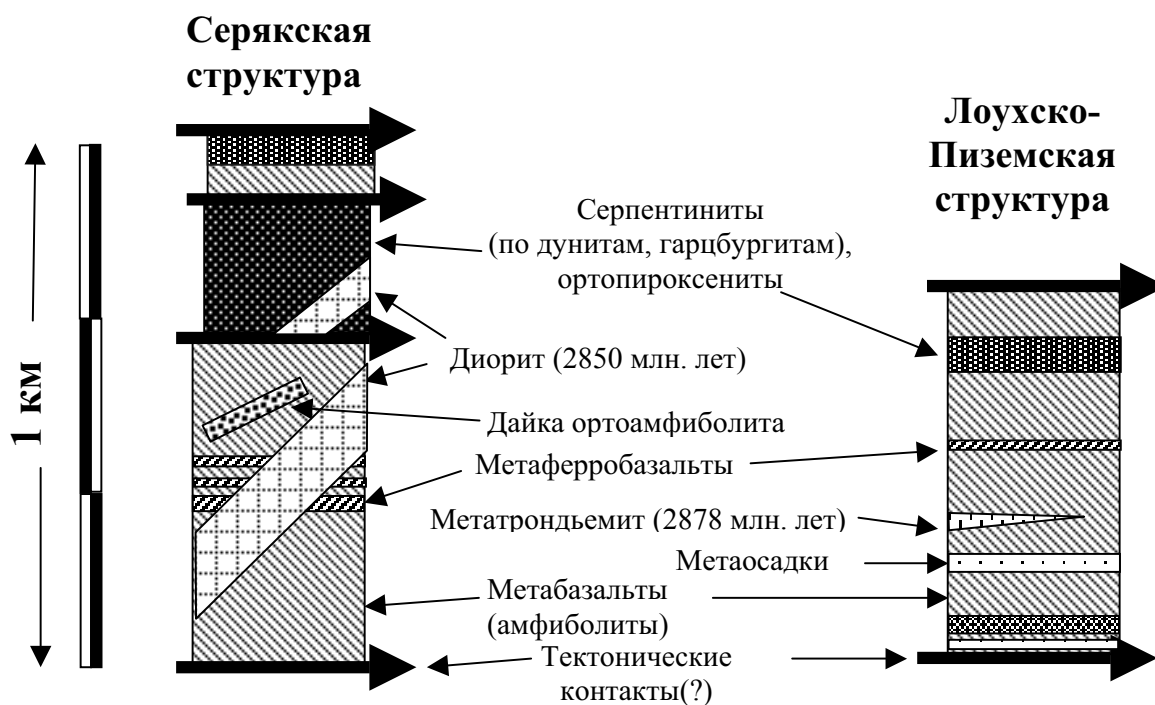 Серякская
структура
Лоухско-
Пиземская
структура
1 км
Серпентиниты
(по дунитам, гарцбургитам),
ортопироксениты
Диорит (2850 млн. лет)
Дайка ортоамфиболита
Метаферробазальты
Метатрондьемит (2878 млн. лет)
Метаосадки
Метабазальты
(амфиболиты)
Тектонические
контакты(?)